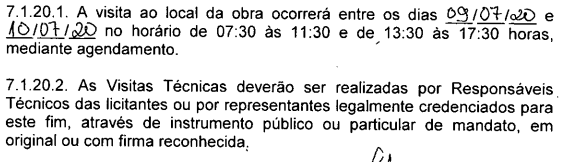 7.1.20.1. A visita ao local da obra ocorrerá entre os dias 09/07/20 e
10/07/20 no horário de 07:30 às 11:30 e de 13:30 às 17:30 horas,
mediante agendamento.
7.1.20.2. As Visitas Técnicas deverão ser realizadas por Responsáveis
Técnicos das licitantes ou por representantes legalmente credenciados para
este fim, através de instrumento público ou particular de mandato, em
original ou com firma reconhecida.